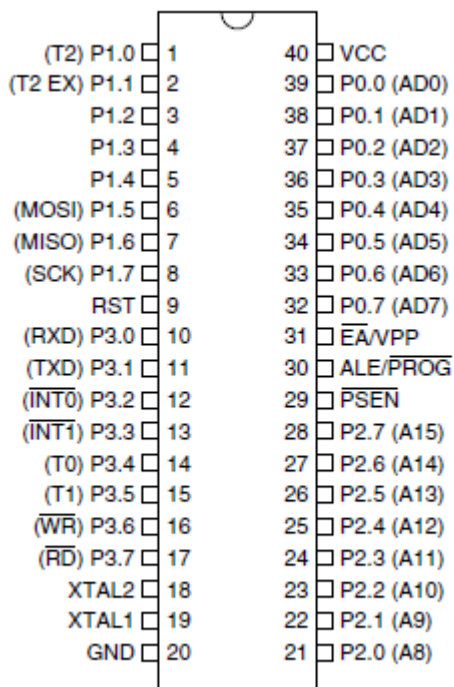 (T2) P1.0 1 40 VCC
(T2 EX) P1.1 2 39 P0.0 (AD0)
P1.2 3 38 P0.1 (AD1)
P1.3 4 37 P0.2 (AD2)
P1.4 5 36 P0.3 (AD3)
(MOSI) P1.5 6 35 P0.4 (AD4)
(MISO) P1.6 7 34 P0.5 (AD5)
(SCK) P1.7 8 33 P0.6 (AD6)
RST 9 32 P0.7 (AD7)
(RXD) P3.0 10 31 E̅A̅/VPP
(TXD) P3.1 11 30 ALE/P̅R̅O̅G̅
(I̅N̅T̅0̅) P3.2 12 29 P̅S̅E̅N̅
(I̅N̅T̅1̅) P3.3 13 28 P2.7 (A15)
(T0) P3.4 14 27 P2.6 (A14)
(T1) P3.5 15 26 P2.5 (A13)
(W̅R̅) P3.6 16 25 P2.4 (A12)
(R̅D̅) P3.7 17 24 P2.3 (A11)
XTAL2 18 23 P2.2 (A10)
XTAL1 19 22 P2.1 (A9)
GND 20 21 P2.0 (A8)